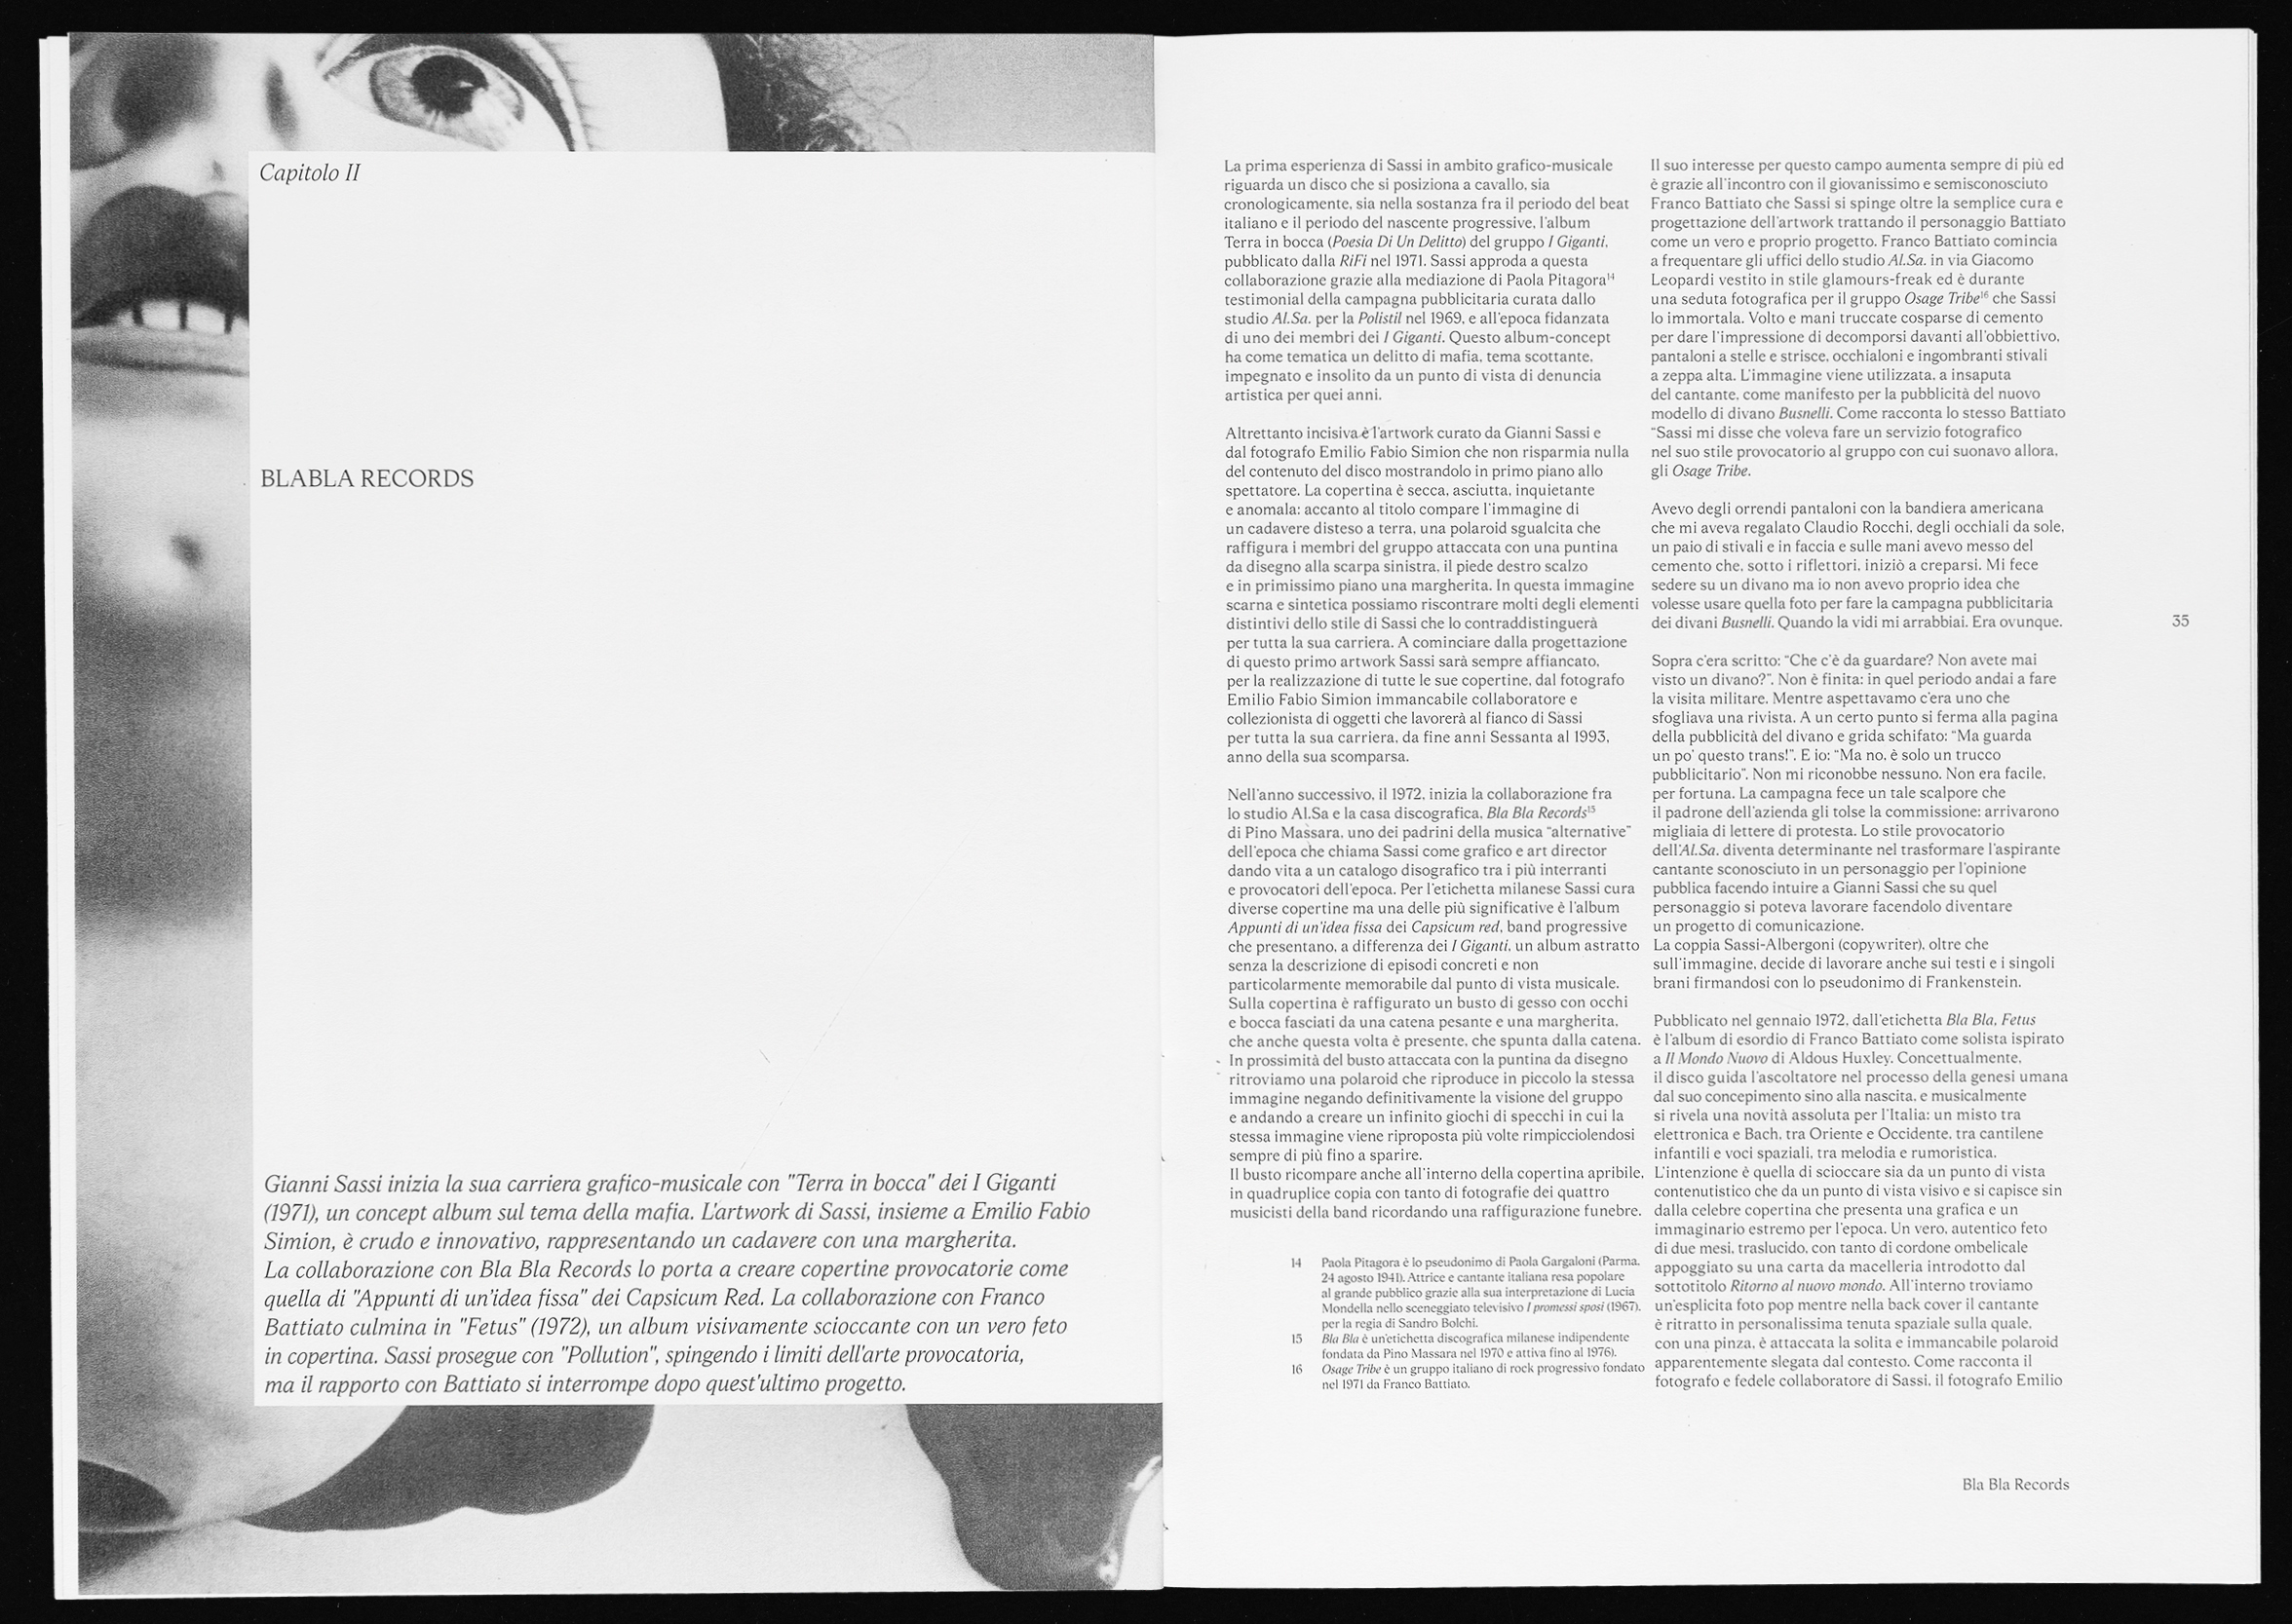 Capitolo II
BLABLA RECORDS
Gianni Sassi inizia la sua carriera grafico-musicale con "Terra in bocca" dei I Giganti
(1971), un concept album sul tema della mafia. L'artwork di Sassi, insieme a Emilio Fabio
Simion, è crudo e innovativo, rappresentando un cadavere con una margherita.
La collaborazione con Bla Bla Records lo porta a creare copertine provocatorie come
quella di "Appunti di un'idea fissa" dei Capsicum Red. La collaborazione con Franco
Battiato culmina in "Fetus" (1972), un album visivamente scioccante con un vero feto
in copertina. Sassi prosegue con "Pollution", spingendo i limiti dell'arte provocatoria,
ma il rapporto con Battiato si interrompe dopo quest'ultimo progetto.
La prima esperienza di Sassi in ambito grafico-musicale
riguarda un disco che si posiziona a cavallo, sia
cronologicamente, sia nella sostanza fra il periodo del beat
italiano e il periodo del nascente progressive, l'album
Terra in bocca (Poesia Di Un Delitto) del gruppo I Giganti,
pubblicato dalla RiFi nel 1971. Sassi approda a questa
collaborazione grazie alla mediazione di Paola Pitagora14
testimonial della campagna pubblicitaria curata dallo
studio Al.Sa. per la Polistil nel 1969, e all'epoca fidanzata
di uno dei membri dei I Giganti. Questo album-concept
ha come tematica un delitto di mafia, tema scottante,
impegnato e insolito da un punto di vista di denuncia
artistica per quei anni.
Altrettanto incisiva è l'artwork curato da Gianni Sassi e
dal fotografo Emilio Fabio Simion che non risparmia nulla
del contenuto del disco mostrandolo in primo piano allo
spettatore. La copertina è secca, asciutta, inquietante
e anomala: accanto al titolo compare l'immagine di
un cadavere disteso a terra, una polaroid sgualcita che
raffigura i membri del gruppo attaccata con una puntina
da disegno alla scarpa sinistra, il piede destro scalzo
e in primissimo piano una margherita. In questa immagine
scarna e sintetica possiamo riscontrare molti degli elementi
distintivi dello stile di Sassi che lo contraddistinguerà
per tutta la sua carriera. A cominciare dalla progettazione
di questo primo artwork Sassi sarà sempre affiancato,
per la realizzazione di tutte le sue copertine, dal fotografo
Emilio Fabio Simion immancabile collaboratore e
collezionista di oggetti che lavorerà al fianco di Sassi
per tutta la sua carriera, da fine anni Sessanta al 1993,
anno della sua scomparsa.
Nell'anno successivo, il 1972, inizia la collaborazione fra
lo studio Al.Sa e la casa discografica, Bla Bla Records15
di Pino Massara, uno dei padrini della musica "alternative"
dell'epoca che chiama Sassi come grafico e art director
dando vita a un catalogo disografico tra i più interranti
e provocatori dell'epoca. Per l'etichetta milanese Sassi cura
diverse copertine ma una delle più significative è l'album
Appunti di un'idea fissa dei Capsicum red, band progressive
che presentano, a differenza dei I Giganti, un album astratto
senza la descrizione di episodi concreti e non
particolarmente memorabile dal punto di vista musicale.
Sulla copertina è raffigurato un busto di gesso con occhi
e bocca fasciati da una catena pesante e una margherita,
che anche questa volta è presente, che spunta dalla catena.
In prossimità del busto attaccata con la puntina da disegno
ritroviamo una polaroid che riproduce in piccolo la stessa
immagine negando definitivamente la visione del gruppo
e andando a creare un infinito giochi di specchi in cui la
stessa immagine viene riproposta più volte rimpicciolendosi
sempre di più fino a sparire.
Il busto ricompare anche all'interno della copertina apribile,
in quadruplice copia con tanto di fotografie dei quattro
musicisti della band ricordando una raffigurazione funebre.
14 Paola Pitagora è lo pseudonimo di Paola Gargaloni (Parma,
24 agosto 1941). Attrice e cantante italiana resa popolare
al grande pubblico grazie alla sua interpretazione di Lucia
Mondella nello sceneggiato televisivo I promessi sposi (1967),
per la regia di Sandro Bolchi.
15 Bla Bla è un'etichetta discografica milanese indipendente
fondata da Pino Massara nel 1970 e attiva fino al 1976).
16 Osage Tribe è un gruppo italiano di rock progressivo fondato
nel 1971 da Franco Battiato.
Il suo interesse per questo campo aumenta sempre di più ed
è grazie all'incontro con il giovanissimo e semisconosciuto
Franco Battiato che Sassi si spinge oltre la semplice cura e
progettazione dell'artwork trattando il personaggio Battiato
come un vero e proprio progetto. Franco Battiato comincia
a frequentare gli uffici dello studio Al.Sa. in via Giacomo
Leopardi vestito in stile glamours-freak ed è durante
una seduta fotografica per il gruppo Osage Tribe16 che Sassi
lo immortala. Volto e mani truccate cosparse di cemento
per dare l'impressione di decomporsi davanti all'obbiettivo,
pantaloni a stelle e strisce, occhialoni e ingombranti stivali
a zeppa alta. L'immagine viene utilizzata, a insaputa
del cantante, come manifesto per la pubblicità del nuovo
modello di divano Busnelli. Come racconta lo stesso Battiato
"Sassi mi disse che voleva fare un servizio fotografico
nel suo stile provocatorio al gruppo con cui suonavo allora,
gli Osage Tribe.
Avevo degli orrendi pantaloni con la bandiera americana
che mi aveva regalato Claudio Rocchi, degli occhiali da sole,
un paio di stivali e in faccia e sulle mani avevo messo del
cemento che, sotto i riflettori, iniziò a creparsi. Mi fece
sedere su un divano ma io non avevo proprio idea che
volesse usare quella foto per fare la campagna pubblicitaria
dei divani Busnelli. Quando la vidi mi arrabbiai. Era ovunque.
Sopra c'era scritto: "Che c'è da guardare? Non avete mai
visto un divano?". Non è finita: in quel periodo andai a fare
la visita militare. Mentre aspettavamo c'era uno che
sfogliava una rivista. A un certo punto si ferma alla pagina
della pubblicità del divano e grida schifato: "Ma guarda
un po' questo trans!". E io: "Ma no, è solo un trucco
pubblicitario". Non mi riconobbe nessuno. Non era facile,
per fortuna. La campagna fece un tale scalpore che
il padrone dell'azienda gli tolse la commissione: arrivarono
migliaia di lettere di protesta. Lo stile provocatorio
dell'Al.Sa. diventa determinante nel trasformare l'aspirante
cantante sconosciuto in un personaggio per l'opinione
pubblica facendo intuire a Gianni Sassi che su quel
personaggio si poteva lavorare facendolo diventare
un progetto di comunicazione.
La coppia Sassi-Albergoni (copywriter), oltre che
sull'immagine, decide di lavorare anche sui testi e i singoli
brani firmandosi con lo pseudonimo di Frankenstein.
Pubblicato nel gennaio 1972, dall'etichetta Bla Bla, Fetus
è l'album di esordio di Franco Battiato come solista ispirato
a Il Mondo Nuovo di Aldous Huxley. Concettualmente,
il disco guida l'ascoltatore nel processo della genesi umana
dal suo concepimento sino alla nascita, e musicalmente
si rivela una novità assoluta per l'Italia: un misto tra
elettronica e Bach, tra Oriente e Occidente, tra cantilene
infantili e voci spaziali, tra melodia e rumoristica.
L'intenzione è quella di scioccare sia da un punto di vista
contenutistico che da un punto di vista visivo e si capisce sin
dalla celebre copertina che presenta una grafica e un
immaginario estremo per l'epoca. Un vero, autentico feto
di due mesi, traslucido, con tanto di cordone ombelicale
appoggiato su una carta da macelleria introdotto dal
sottotitolo Ritorno al nuovo mondo. All'interno troviamo
un'esplicita foto pop mentre nella back cover il cantante
è ritratto in personalissima tenuta spaziale sulla quale,
con una pinza, è attaccata la solita e immancabile polaroid
apparentemente slegata dal contesto. Come racconta il
fotografo e fedele collaboratore di Sassi, il fotografo Emilio
35
Bla Bla Records